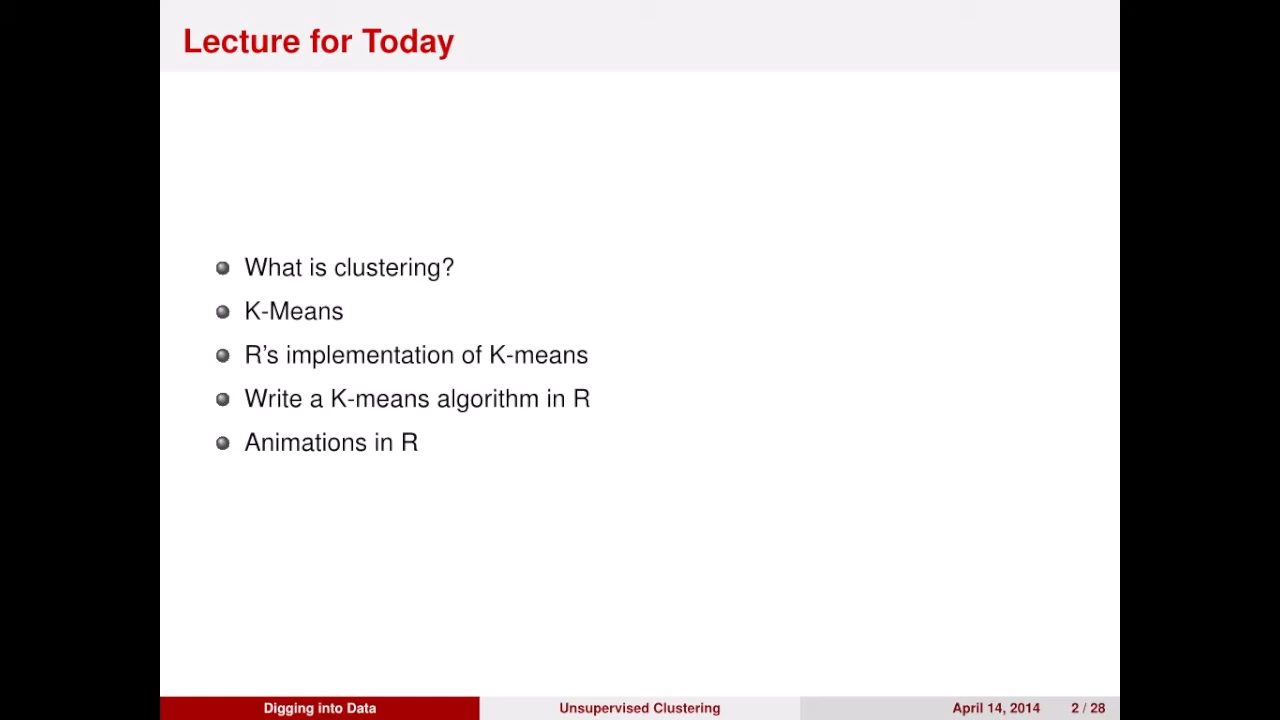 Lecture for Today
What is clustering?
K-Means
R's implementation of K-means
Write a K-means algorithm in R
Animations in R
Digging into Data Unsupervised Clustering April 14, 2014 2 / 28